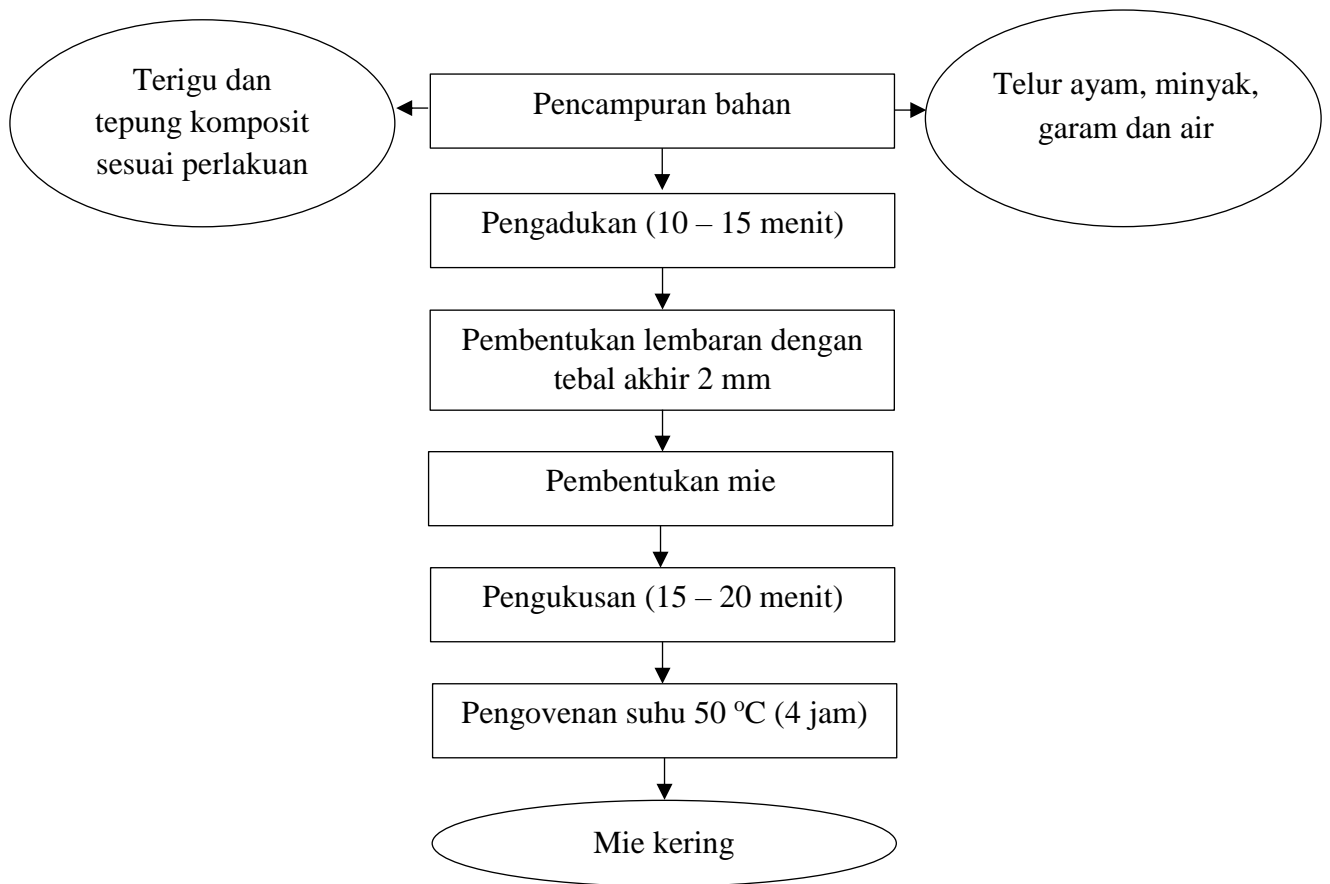 Terigu dan
tepung komposit
sesuai perlakuan
Pencampuran bahan
Telur ayam, minyak,
garam dan air
Pengadukan (10 – 15 menit)
Pembentukan lembaran dengan
tebal akhir 2 mm
Pembentukan mie
Pengukusan (15 – 20 menit)
Pengovenan suhu 50 °C (4 jam)
Mie kering